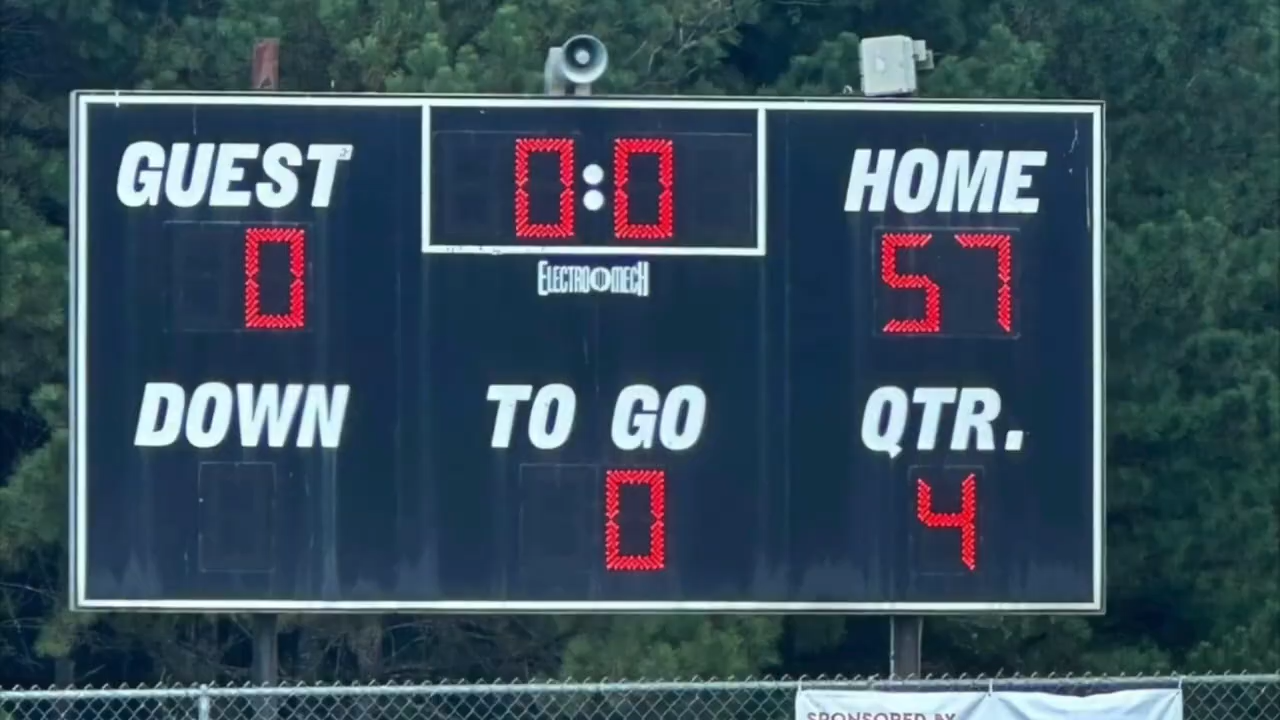 GUEST 0:0 HOME
0 ELECTRO MECH 57
DOWN TO GO QTR.
0 4
SPONSORED BY